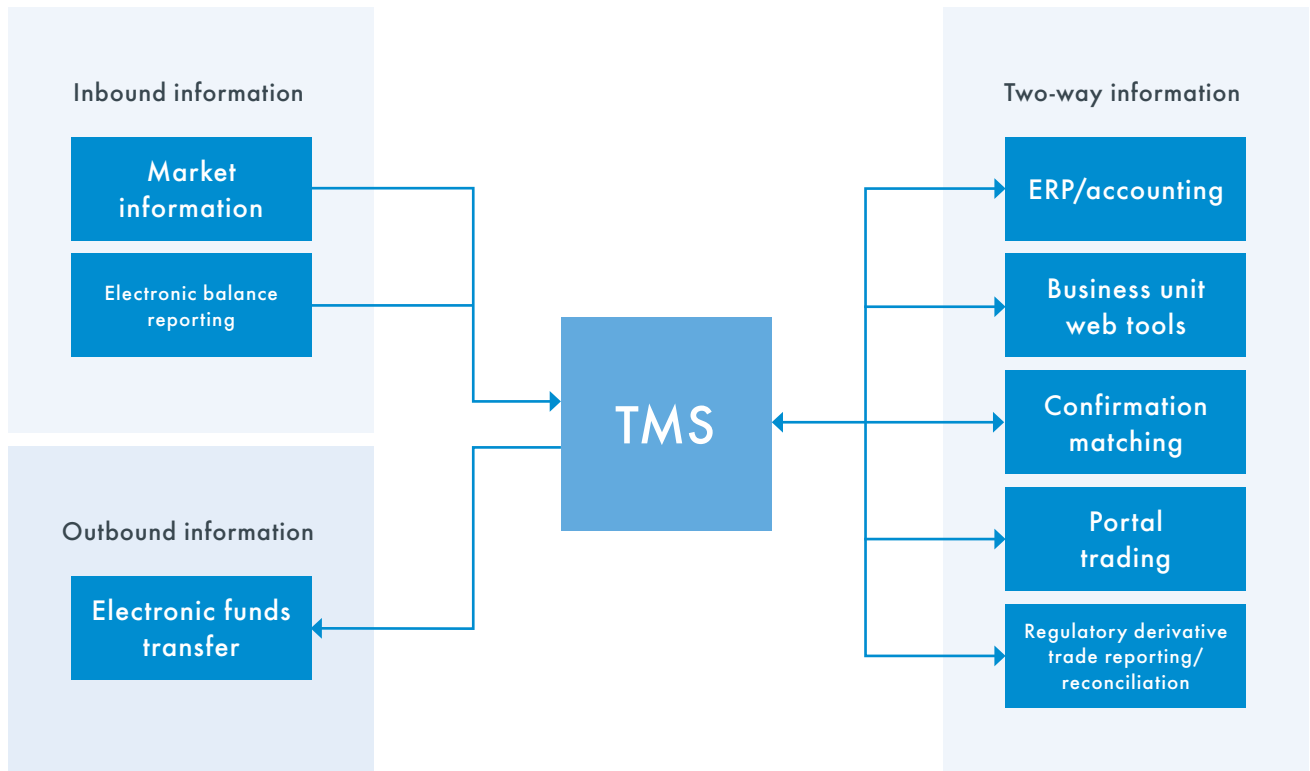 Inbound information
Market
information
Electronic balance
reporting
Outbound information
Electronic funds
transfer
TMS
Two-way information
ERP/accounting
Business unit
web tools
Confirmation
matching
Portal
trading
Regulatory derivative
trade reporting/
reconciliation